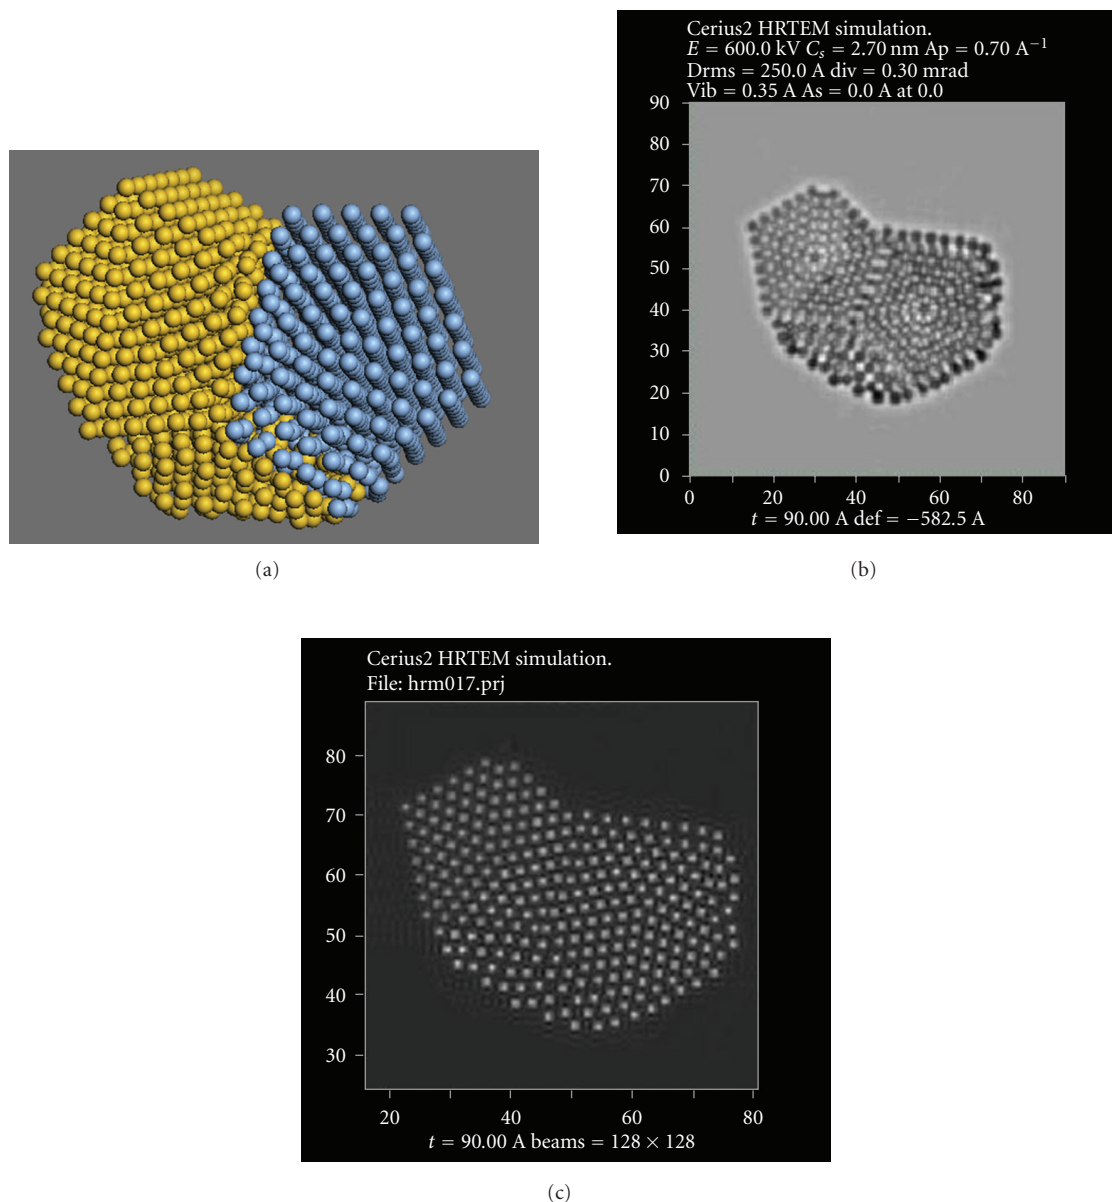 Cerius2 HRTEM simulation.
E = 600.0 kV C_s = 2.70 nm Ap = 0.70 A⁻¹
Drms = 250.0 A div = 0.30 mrad
Vib = 0.35 A As = 0.0 A at 0.0
90
80
70
60
50
40
30
20
10
0
0 20 40 60 80
t = 90.00 A def = −582.5 A
(a)
(b)
Cerius2 HRTEM simulation.
File: hrm017.prj
80
70
60
50
40
30
20 40 60 80
t = 90.00 A beams = 128 × 128
(c)